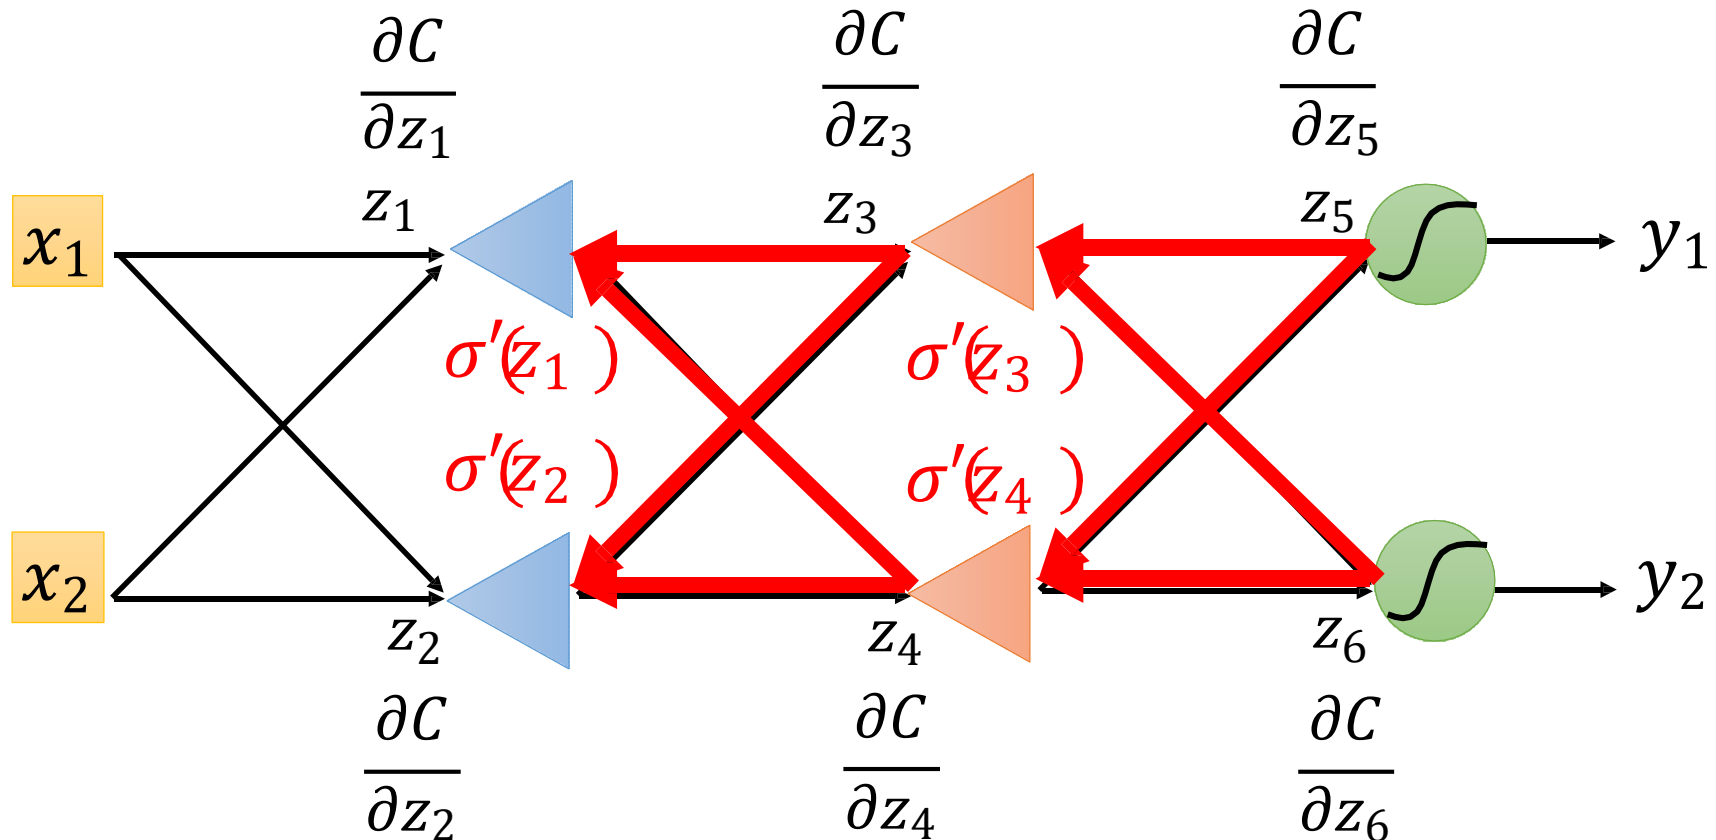 ∂C/∂z₁ ∂C/∂z₃ ∂C/∂z₅
z₁ z₃ z₅
x₁ y₁
σ′(z₁ ) σ′(z₃ )
σ′(z₂ ) σ′(z₄ )
x₂ y₂
z₂ z₄ z₆
∂C/∂z₂ ∂C/∂z₄ ∂C/∂z₆